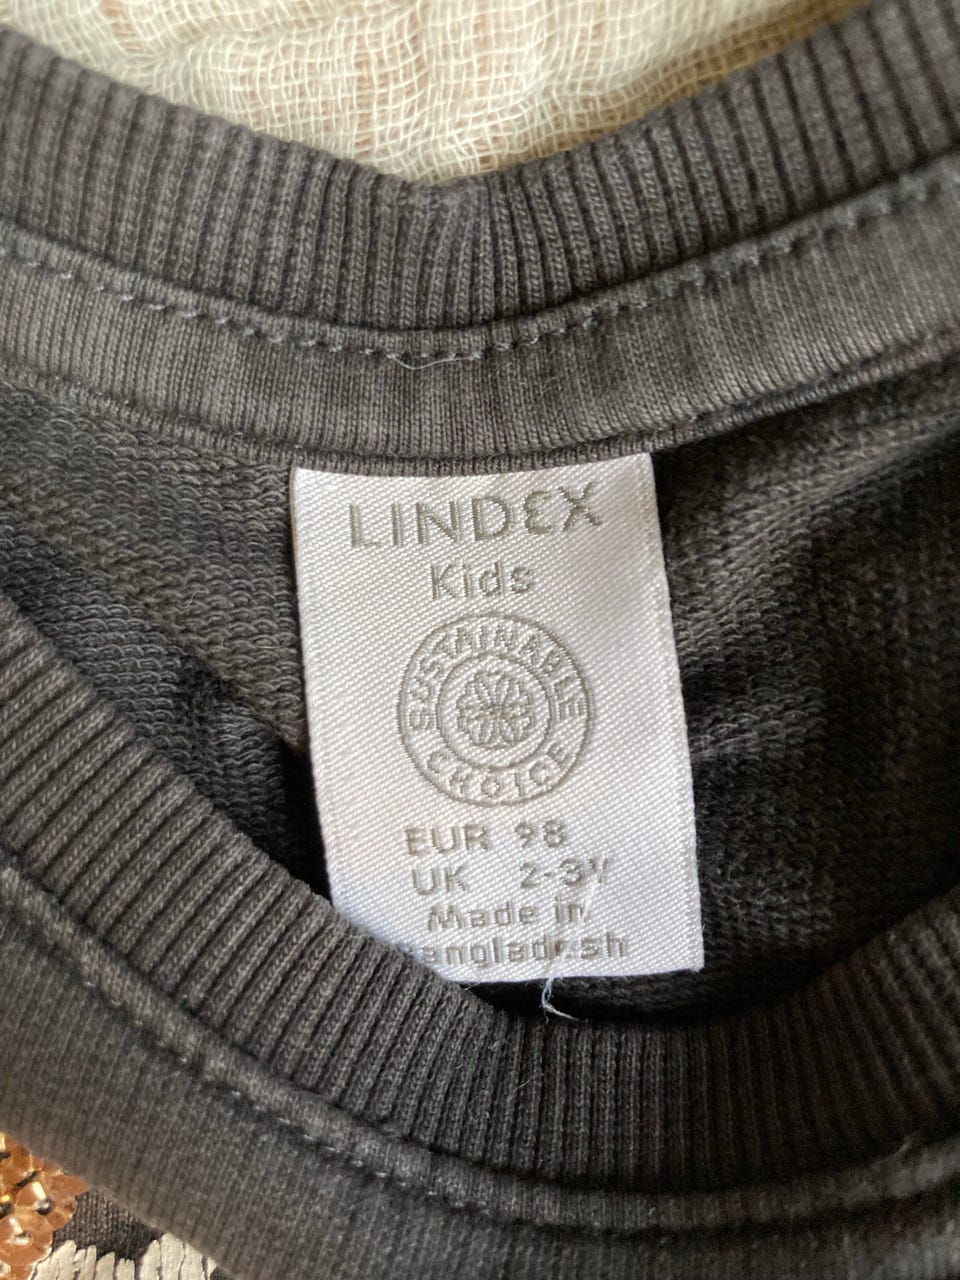 LINDEX
Kids
SUSTAINABLE
CHOICE
EUR 98
UK 2-3Y
Made in
Bangladesh